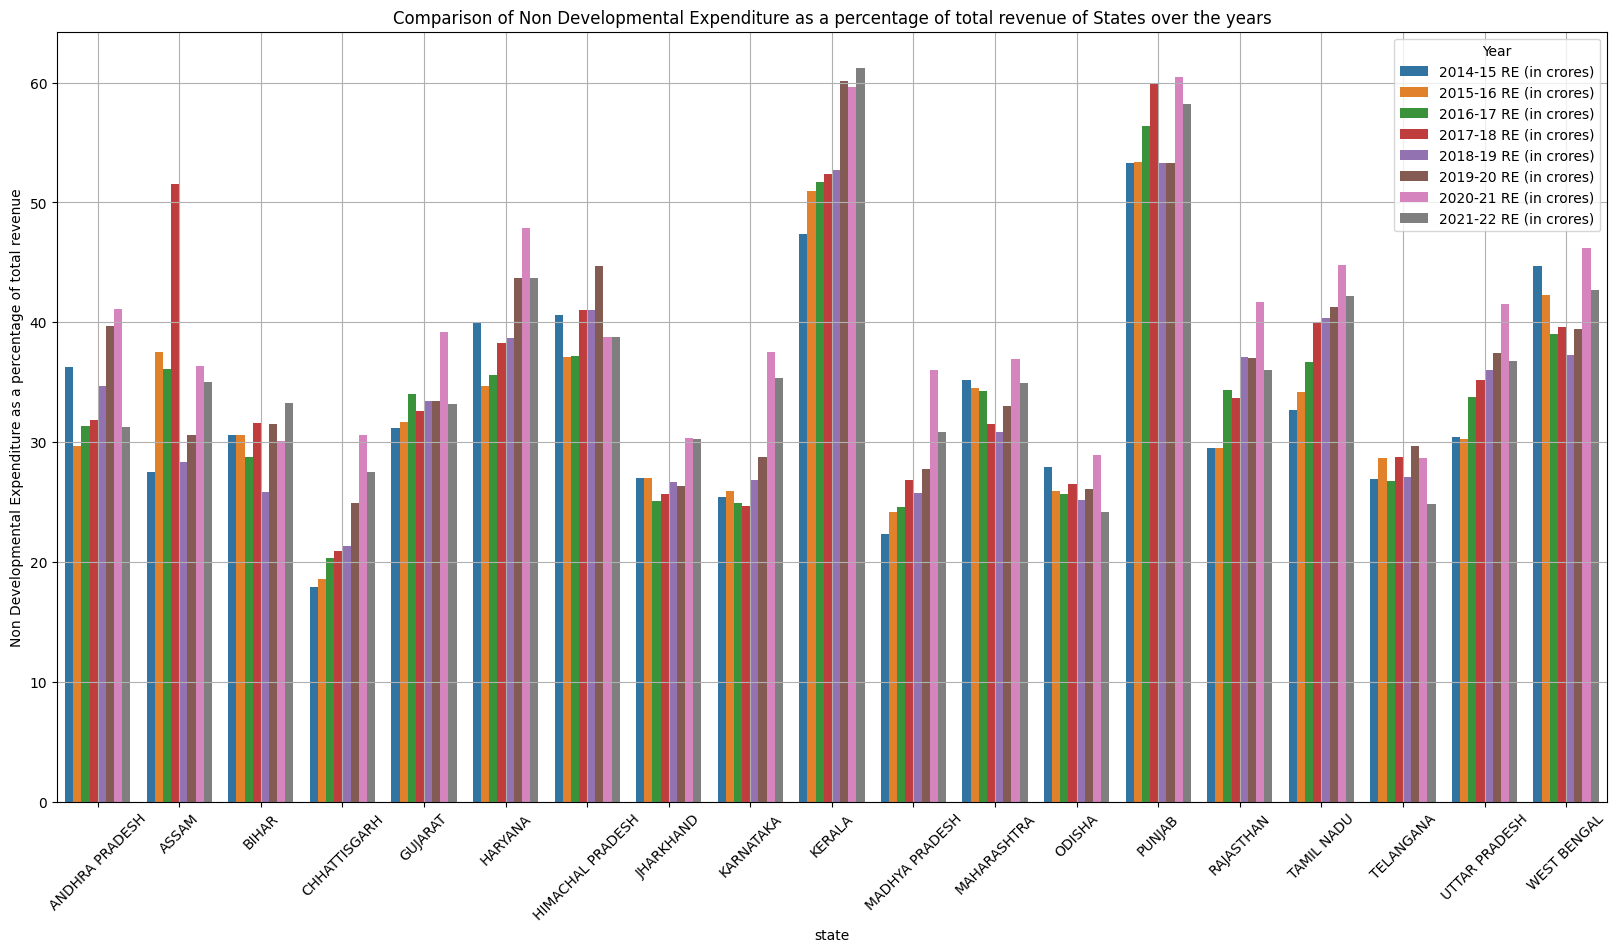 Comparison of Non Developmental Expenditure as a percentage of total revenue of States over the years
Non Developmental Expenditure as a percentage of total revenue
60
50
40
30
20
10
0
Year
2014-15 RE (in crores)
2015-16 RE (in crores)
2016-17 RE (in crores)
2017-18 RE (in crores)
2018-19 RE (in crores)
2019-20 RE (in crores)
2020-21 RE (in crores)
2021-22 RE (in crores)
ANDHRA PRADESH
ASSAM
BIHAR
CHHATTISGARH
GUJARAT
HARYANA
HIMACHAL PRADESH
JHARKHAND
KARNATAKA
KERALA
MADHYA PRADESH
MAHARASHTRA
ODISHA
PUNJAB
RAJASTHAN
TAMIL NADU
TELANGANA
UTTAR PRADESH
WEST BENGAL
state